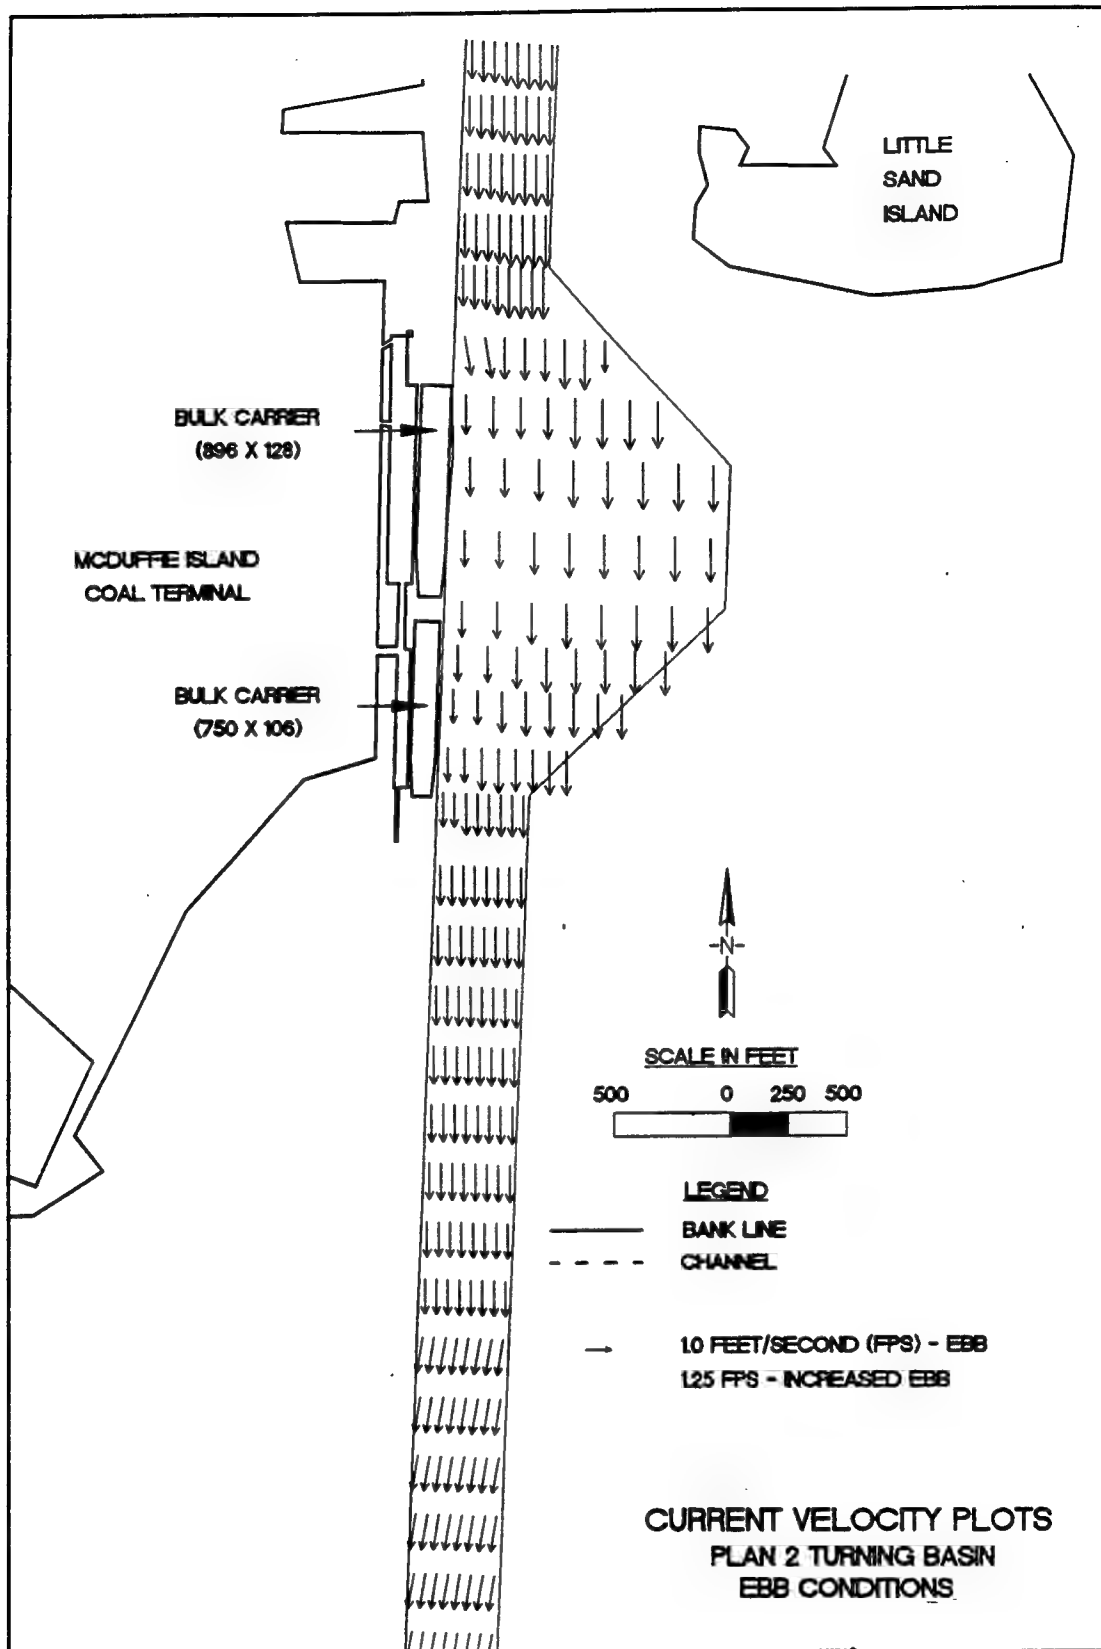 LITTLE
SAND
ISLAND
BULK CARRIER
(896 X 128)
MCDUFFIE ISLAND
COAL TERMINAL
BULK CARRIER
(750 X 106)
-N-
SCALE IN FEET
500 0 250 500
LEGEND
BANK LINE
CHANNEL
1.0 FEET/SECOND (FPS) - EBB
1.25 FPS - INCREASED EBB
CURRENT VELOCITY PLOTS
PLAN 2 TURNING BASIN
EBB CONDITIONS